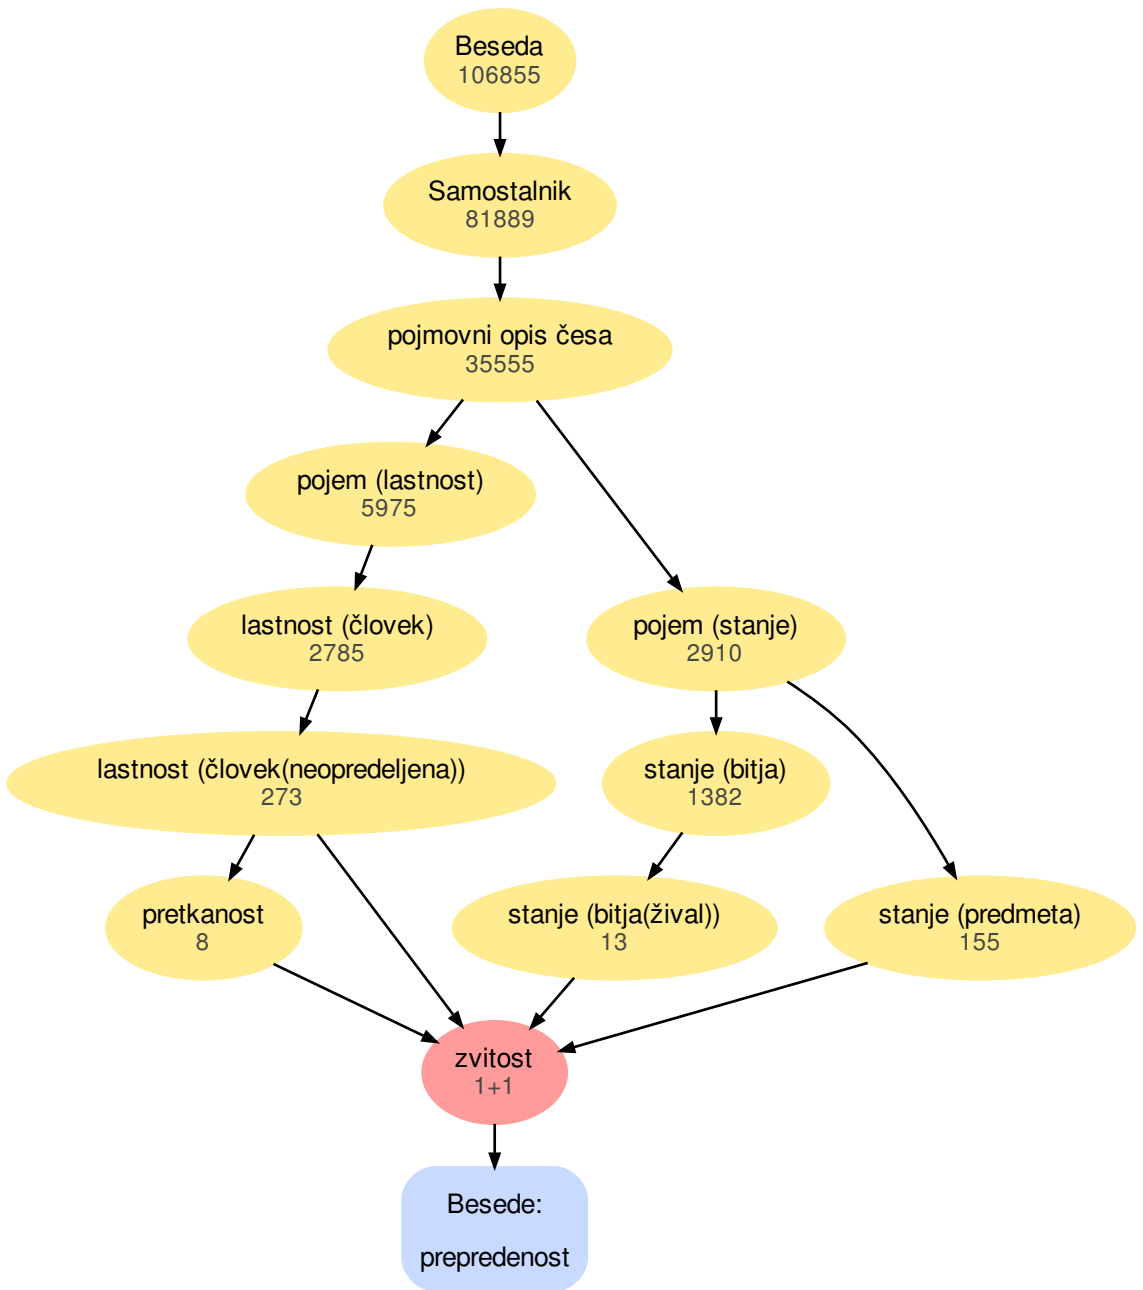 Beseda
106855
Samostalnik
81889
pojmovni opis česa
35555
pojem (lastnost)
5975
lastnost (človek)
2785
pojem (stanje)
2910
lastnost (človek(neopredeljena))
273
stanje (bitja)
1382
pretkanost
8
stanje (bitja(žival))
13
stanje (predmeta)
155
zvitost
1+1
Besede:
prepredenost